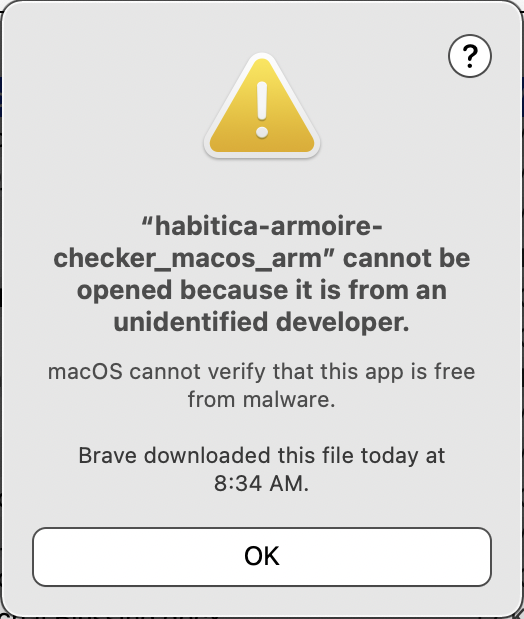 ?
“habitica-armoire-
checker_macos_arm” cannot be
opened because it is from an
unidentified developer.
macOS cannot verify that this app is free
from malware.
Brave downloaded this file today at
8:34 AM.
OK